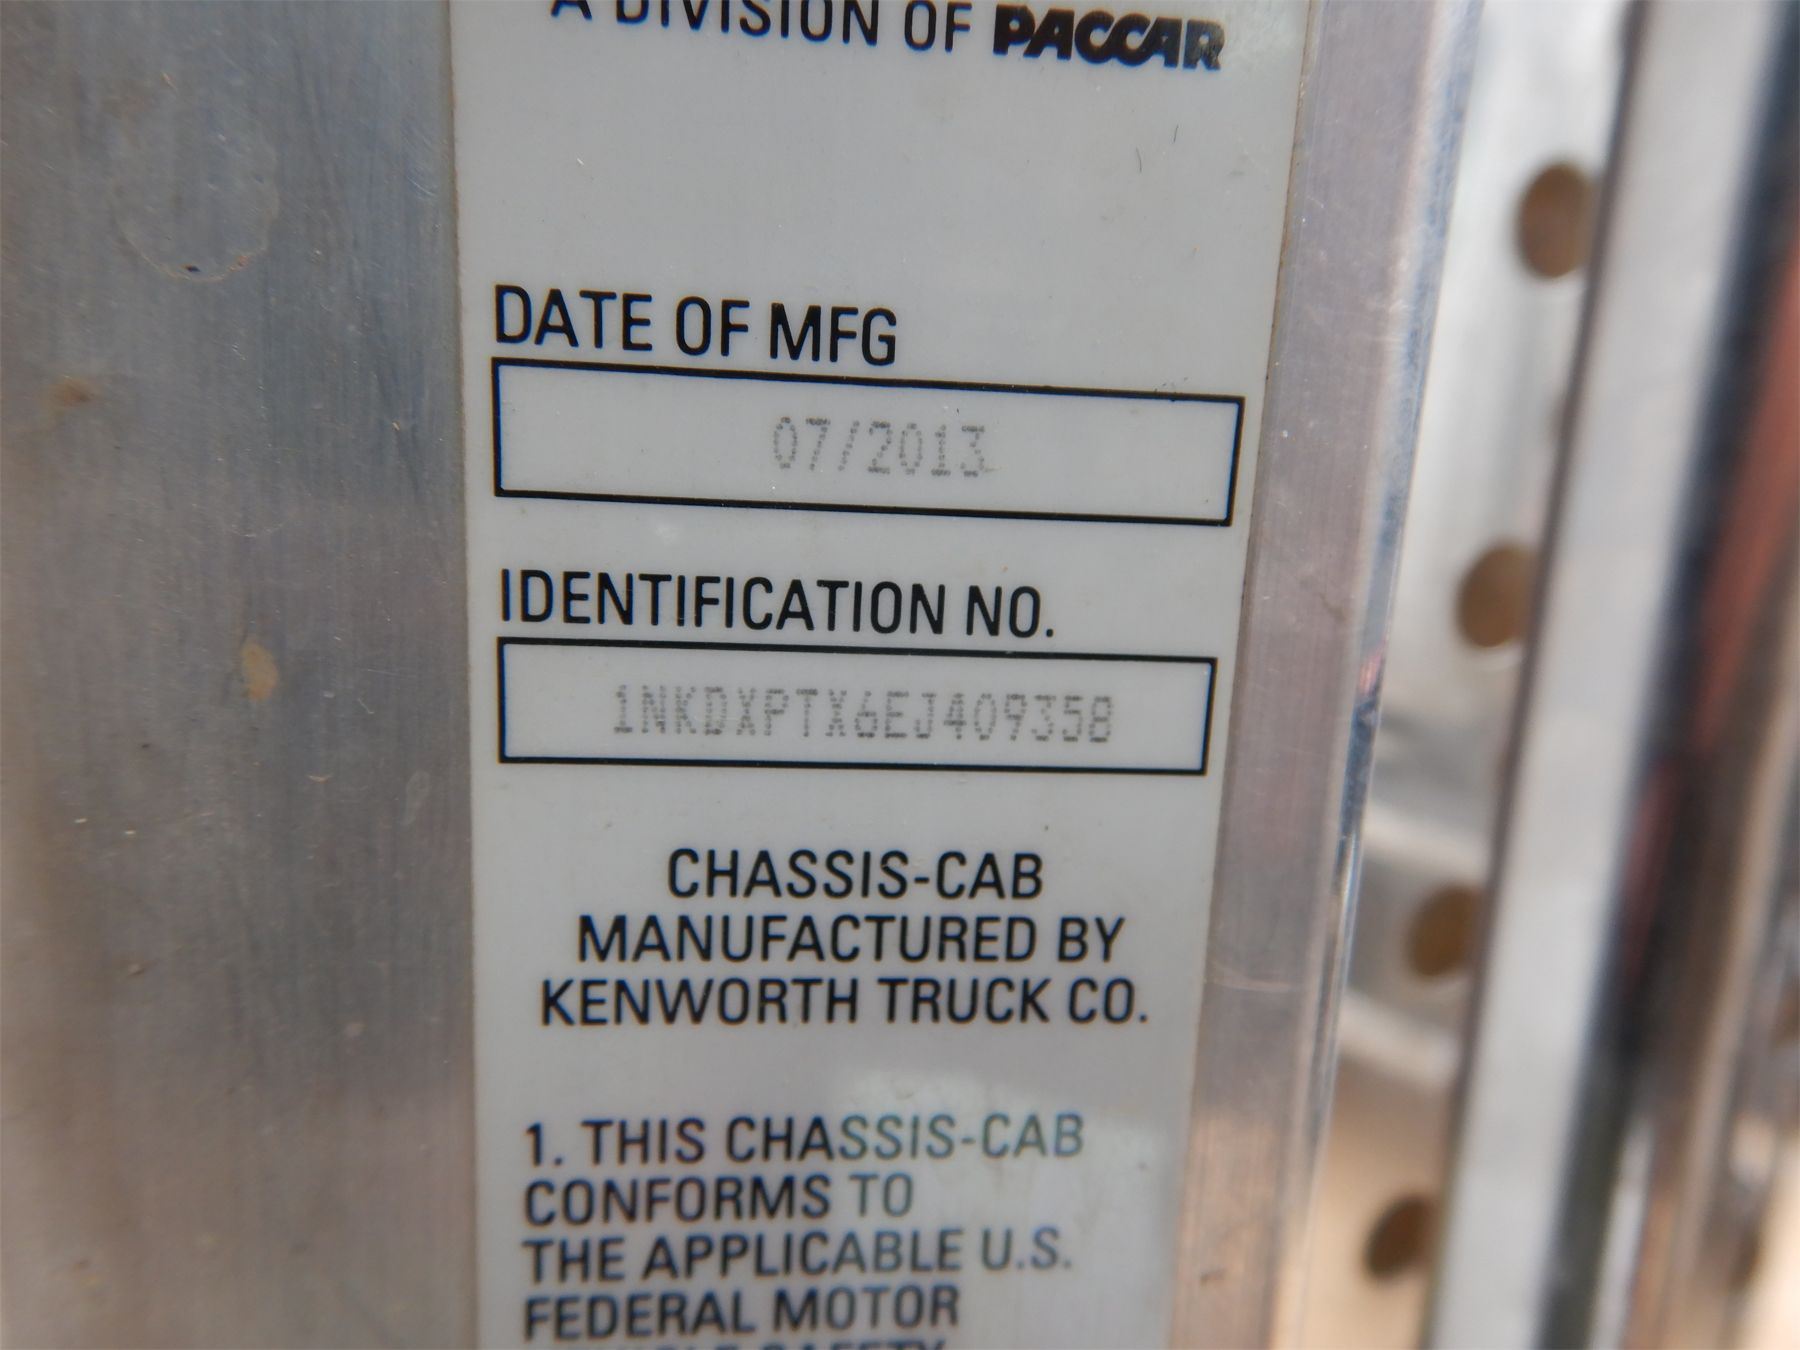 A DIVISION OF PACCAR
DATE OF MFG
07/2013
IDENTIFICATION NO.
1NKDXPTX6EJ409358
CHASSIS-CAB
MANUFACTURED BY
KENWORTH TRUCK CO.
1. THIS CHASSIS-CAB
CONFORMS TO
THE APPLICABLE U.S.
FEDERAL MOTOR
SAFETY